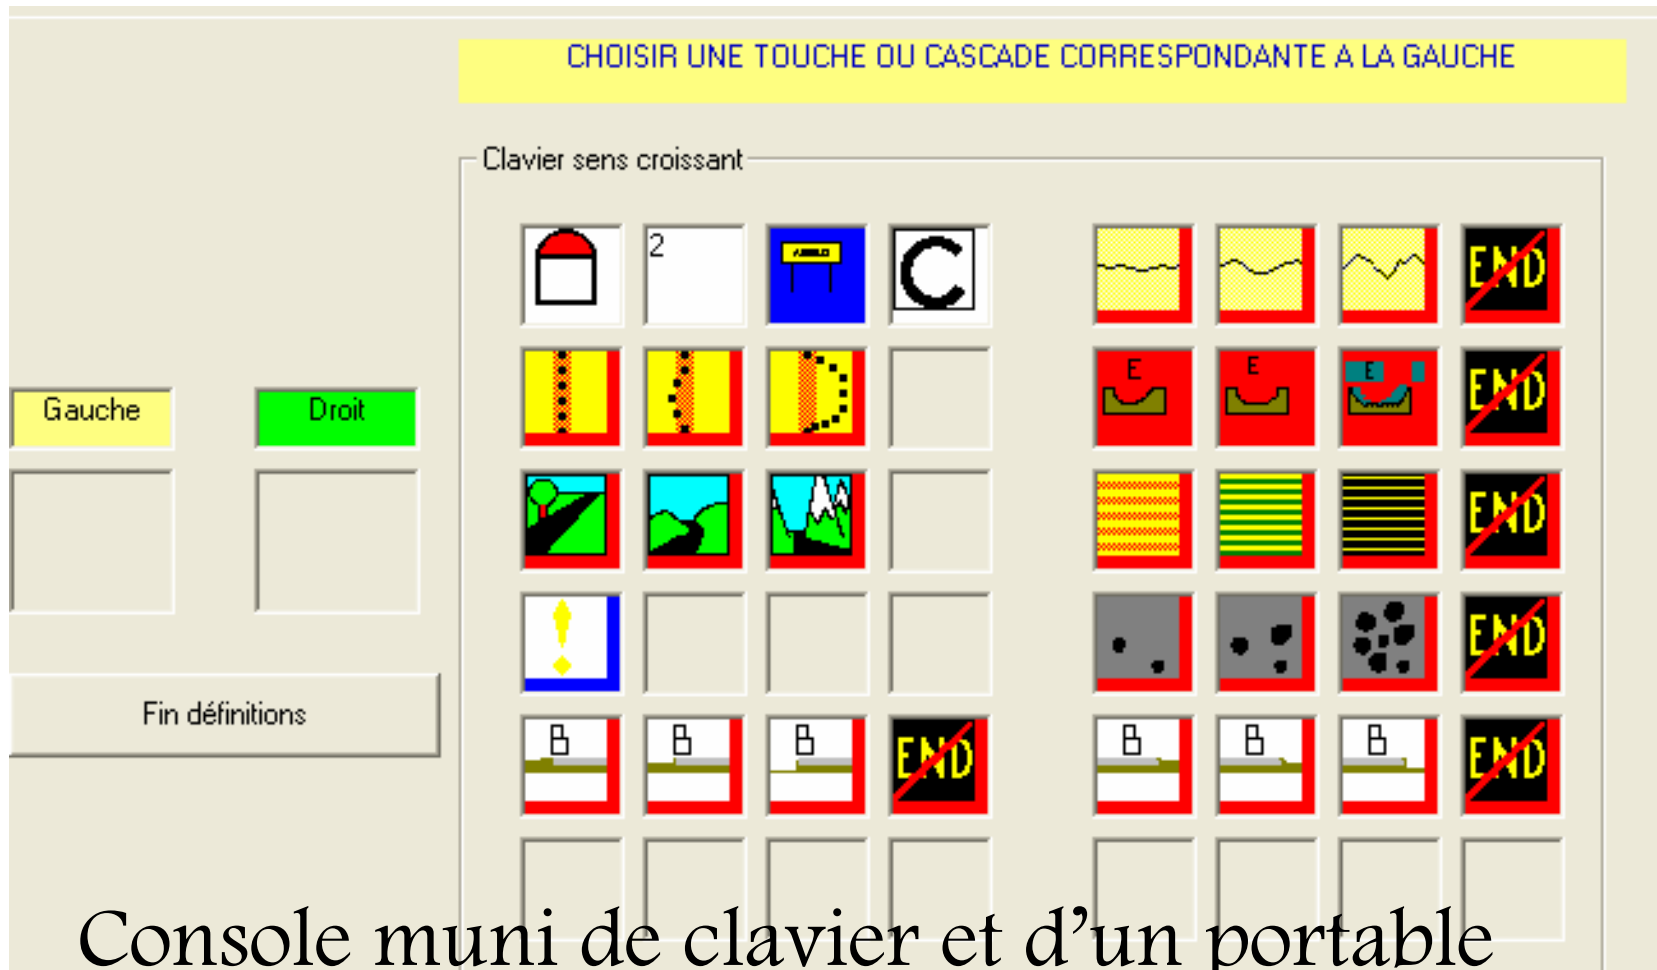 CHOISIR UNE TOUCHE OU CASCADE CORRESPONDANTE A LA GAUCHE
Clavier sens croissant
2
C
END
Gauche
Droit
E
E
E
END
END
END
Fin définitions
B
B
B
END
B
B
B
END
Console muni de clavier et d'un portable